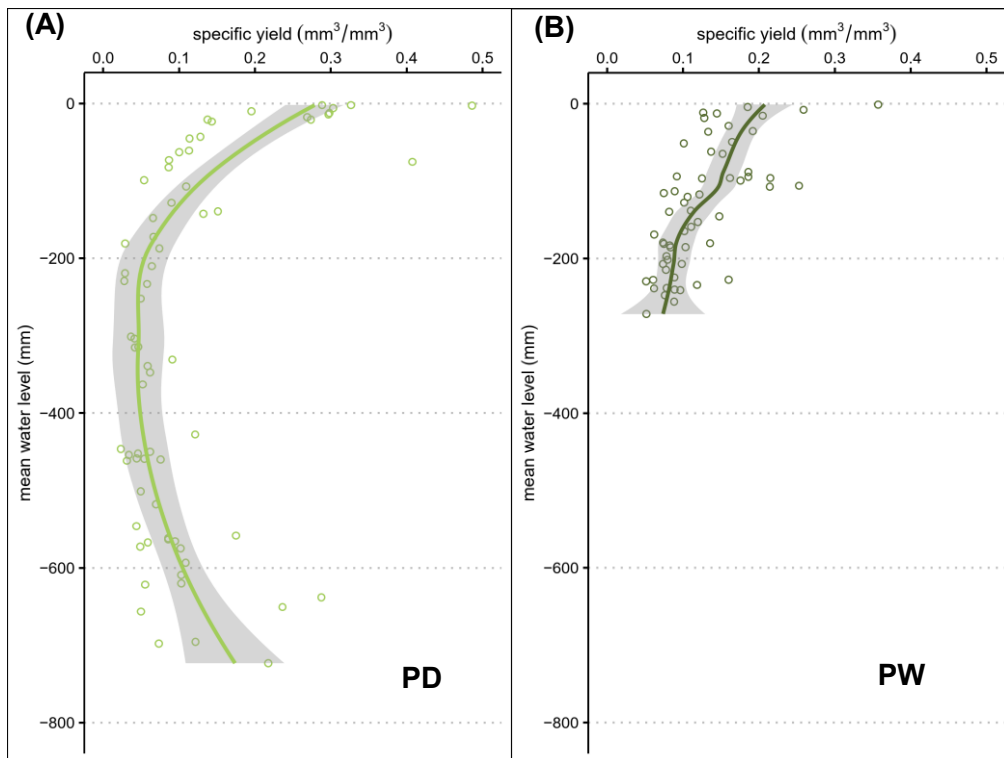 (A)
specific yield (mm³/mm³)
0.0 0.1 0.2 0.3 0.4 0.5
0
−200
−400
−600
−800
mean water level (mm)
PD
(B)
specific yield (mm³/mm³)
0.0 0.1 0.2 0.3 0.4 0.5
0
−200
−400
−600
−800
mean water level (mm)
PW